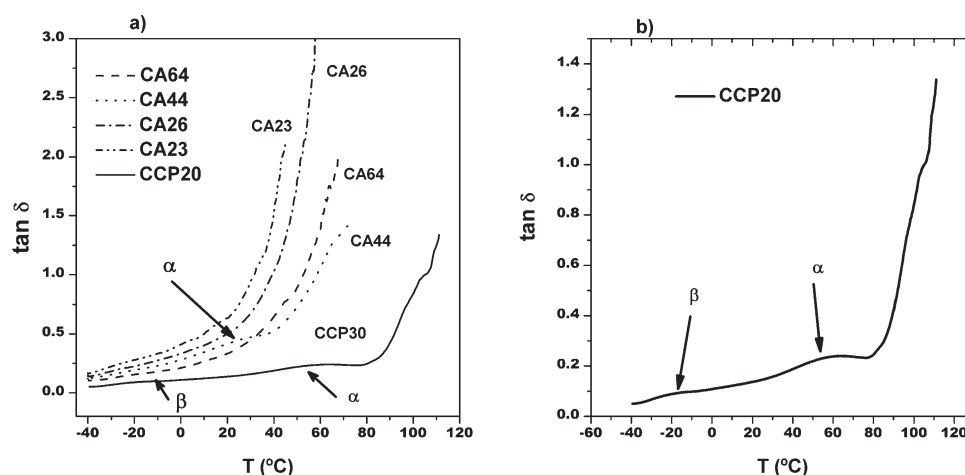 a)
tan δ
3.0
2.5
2.0
1.5
1.0
0.5
0.0
CA64
CA44
CA26
CA23
CCP20
CA26
CA23
CA64
CA44
α
CCP30
β
α
-40 -20 0 20 40 60 80 100 120
T (ºC)
b)
tan δ
1.4
1.2
1.0
0.8
0.6
0.4
0.2
0.0
CCP20
β
α
-60 -40 -20 0 20 40 60 80 100 120
T (ºC)